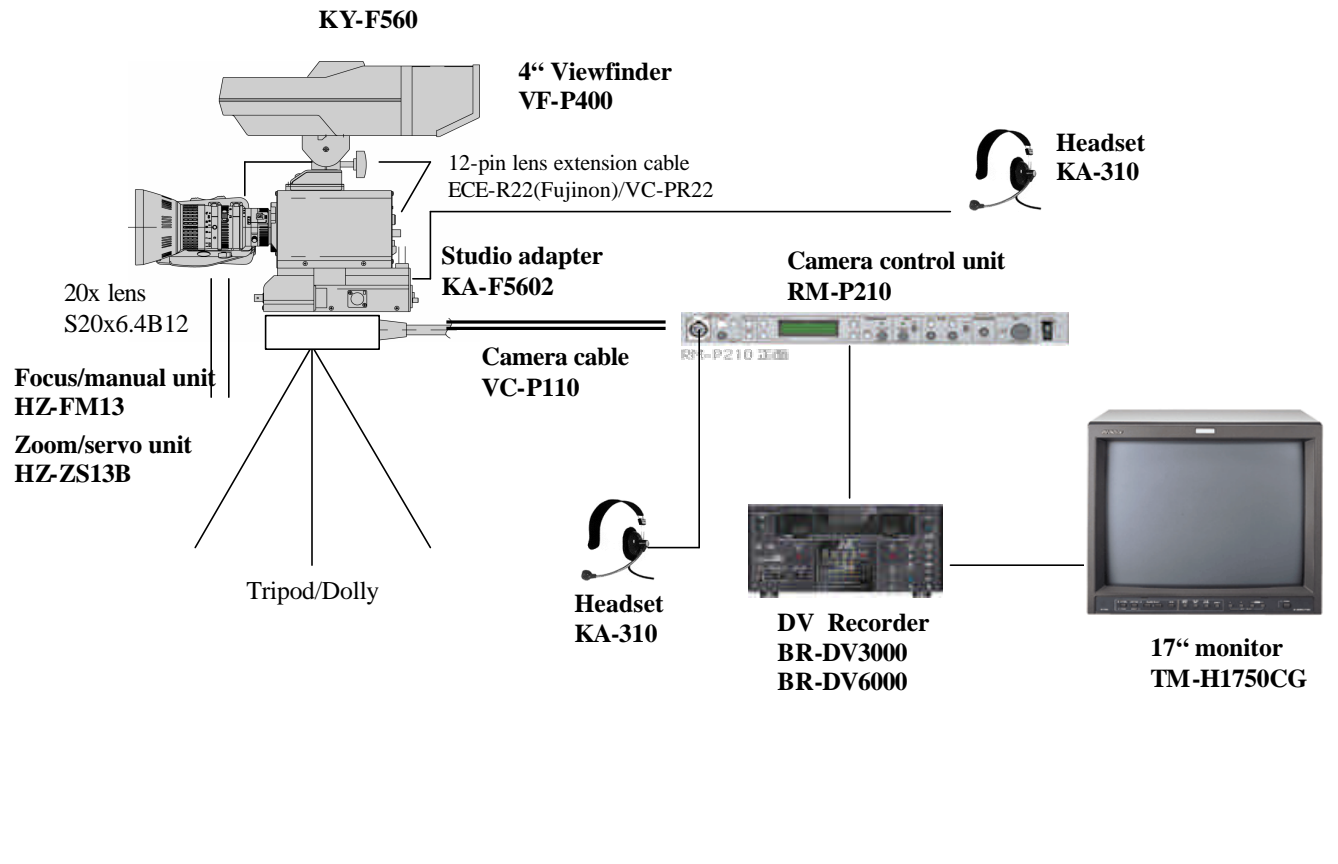 KY-F560
4“ Viewfinder
VF-P400
12-pin lens extension cable
ECE-R22(Fujinon)/VC-PR22
Headset
KA-310
Studio adapter
KA-F5602
Camera control unit
RM-P210
20x lens
S20x6.4B12
RM-P210
Camera cable
VC-P110
Focus/manual unit
HZ-FM13
Zoom/servo unit
HZ-ZS13B
Tripod/Dolly
Headset
KA-310
DV Recorder
BR-DV3000
BR-DV6000
17“ monitor
TM-H1750CG